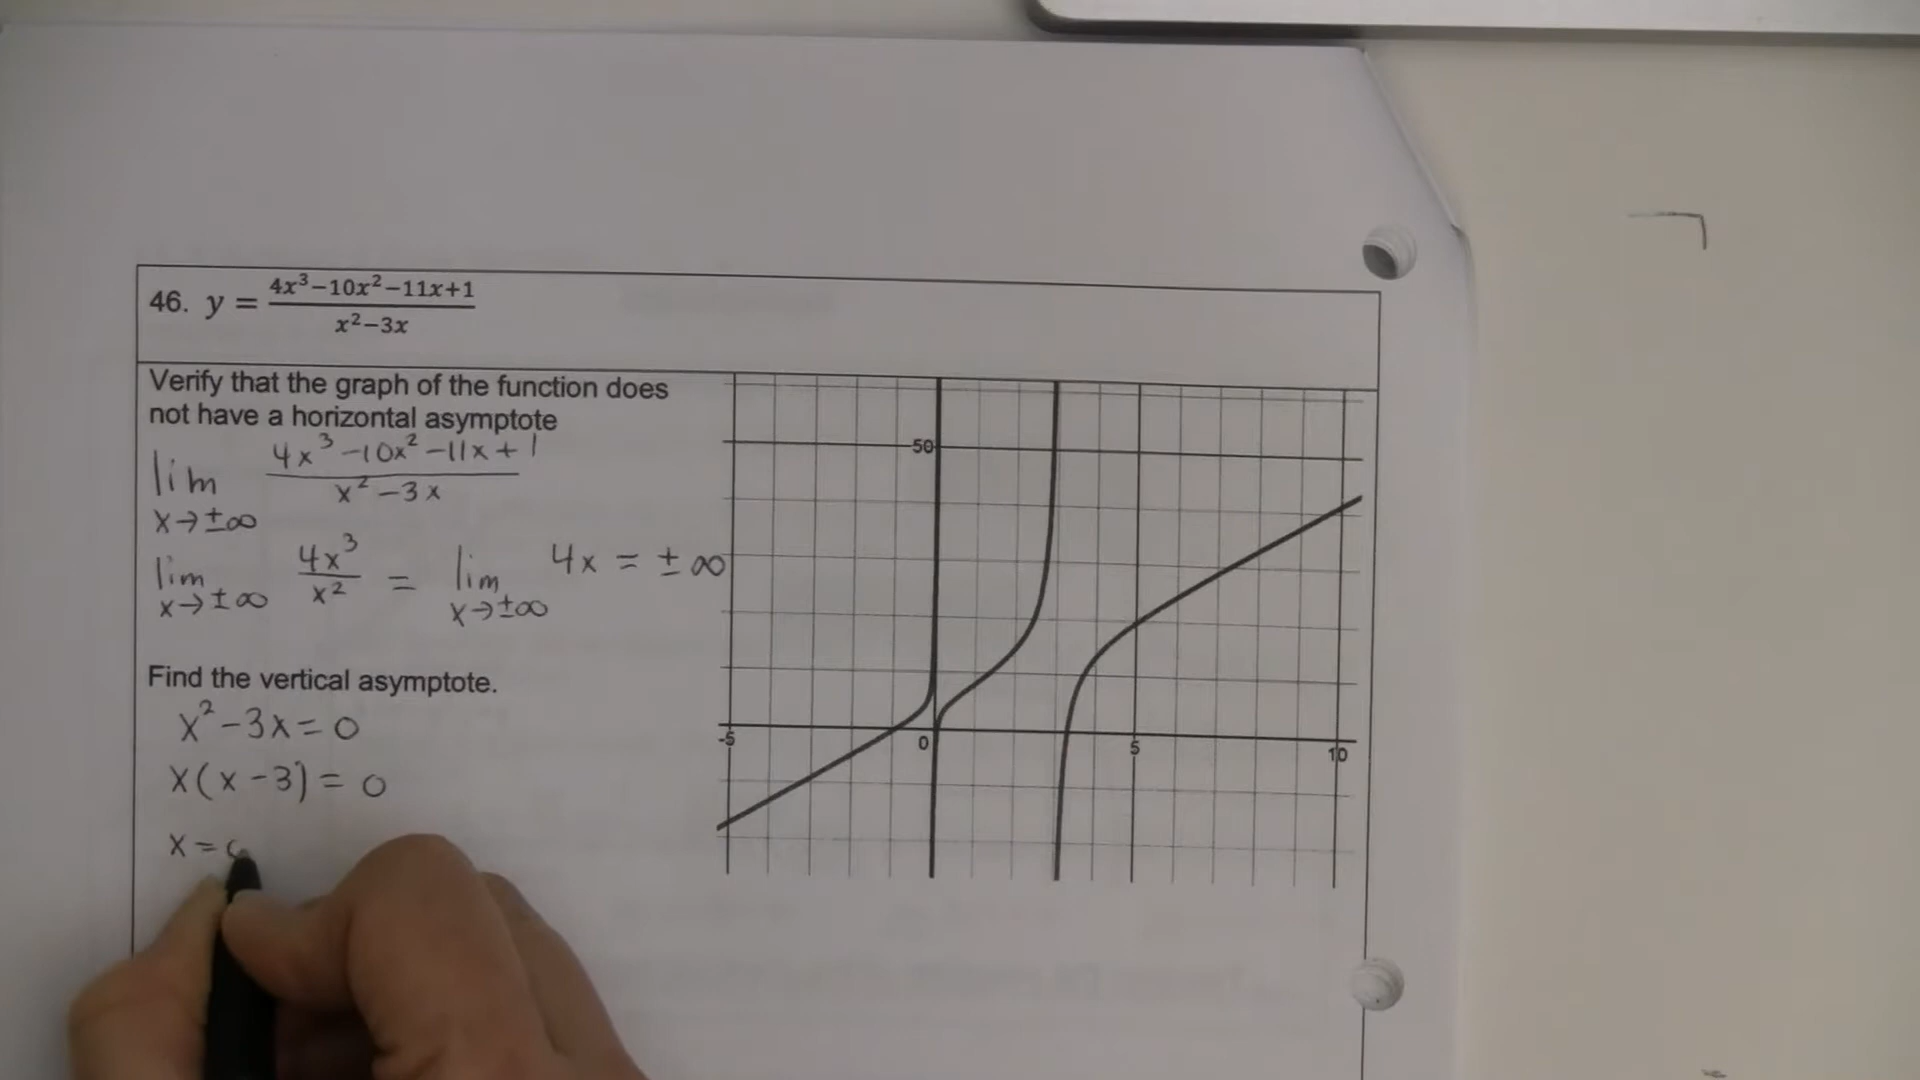 46. y = 4x³−10x²−11x+1 / x²−3x
Verify that the graph of the function does
not have a horizontal asymptote
lim x→±∞ 4x³ −10x² −11x + 1 / x² −3x
lim x→±∞ 4x³ / x² = lim x→±∞ 4x = ±∞
Find the vertical asymptote.
x² −3x = 0
x(x −3) = 0
x =
50
-5
0
5
10